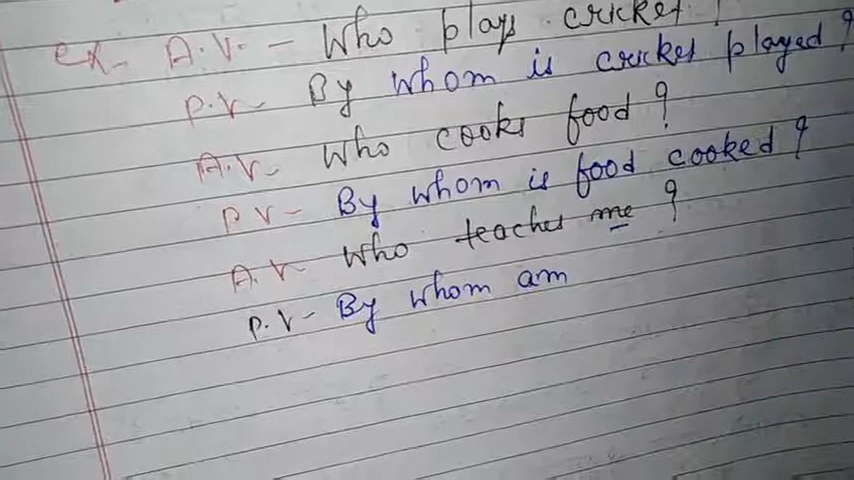 ex- A.V. - Who plays cricket ?
P.V- By whom is cricket played ?
A.V- Who cooks food ?
P.V- By whom is food cooked ?
A.V- Who teaches me ?
P.V- By whom am